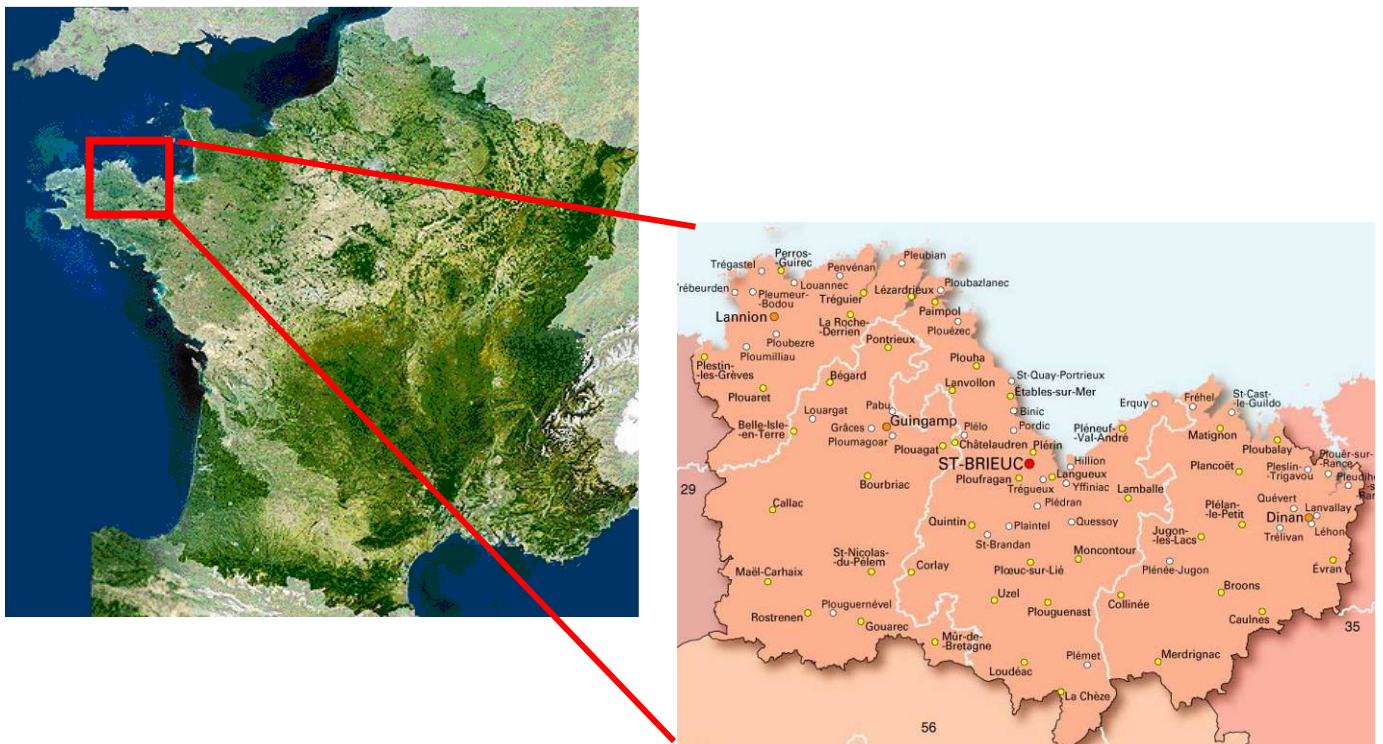 Perros-
-Guirec
Trégastel
Pleubian
Penvénan
Louannec
Trébeurden
Pleumeur-
-Bodou
Lézardrieux
Ploubazlanec
Tréguier
Lannion
Paimpol
La Roche-
-Derrien
Plouézec
Ploubezre
Pontrieux
Ploumilliau
Plestin-
-les-Grèves
Plouha
St-Quay-Portrieux
Bégard
Lanvollon
Étables-sur-Mer
Plouaret
St-Cast-
-le-Guildo
Fréhel
Erquy
Louargat
Pabu
Binic
Guingamp
Grâces
Pordic
Belle-Isle-
-en-Terre
Ploumagoar
Plélo
Pléneuf-
-Val-André
Matignon
Plouagat
Châtelaudren
Plérin
Ploubalay
ST-BRIEUC
Hillion
Plouër-sur-
-Rance
Pleslin-
-Trigavou
Plancoët
Langueux
Ploufragan
Trégueux
Yffiniac
Bourbriac
29
Lamballe
Plédran
Quévert
Lanvallay
Callac
Plélan-
-le-Petit
Dinan
Quintin
Plaintel
Quessoy
Trélivan
Léhon
St-Brandan
Jugon-
-les-Lacs
St-Nicolas-
-du-Pélem
Moncontour
Corlay
Plœuc-sur-Lié
Plénée-Jugon
Évran
Maël-Carhaix
Broons
Uzel
Collinée
Plouguernével
Plouguenast
Rostrenen
Gouarec
Caulnes
35
Mûr-de-
-Bretagne
Plémet
Merdrignac
Loudéac
La Chèze
56